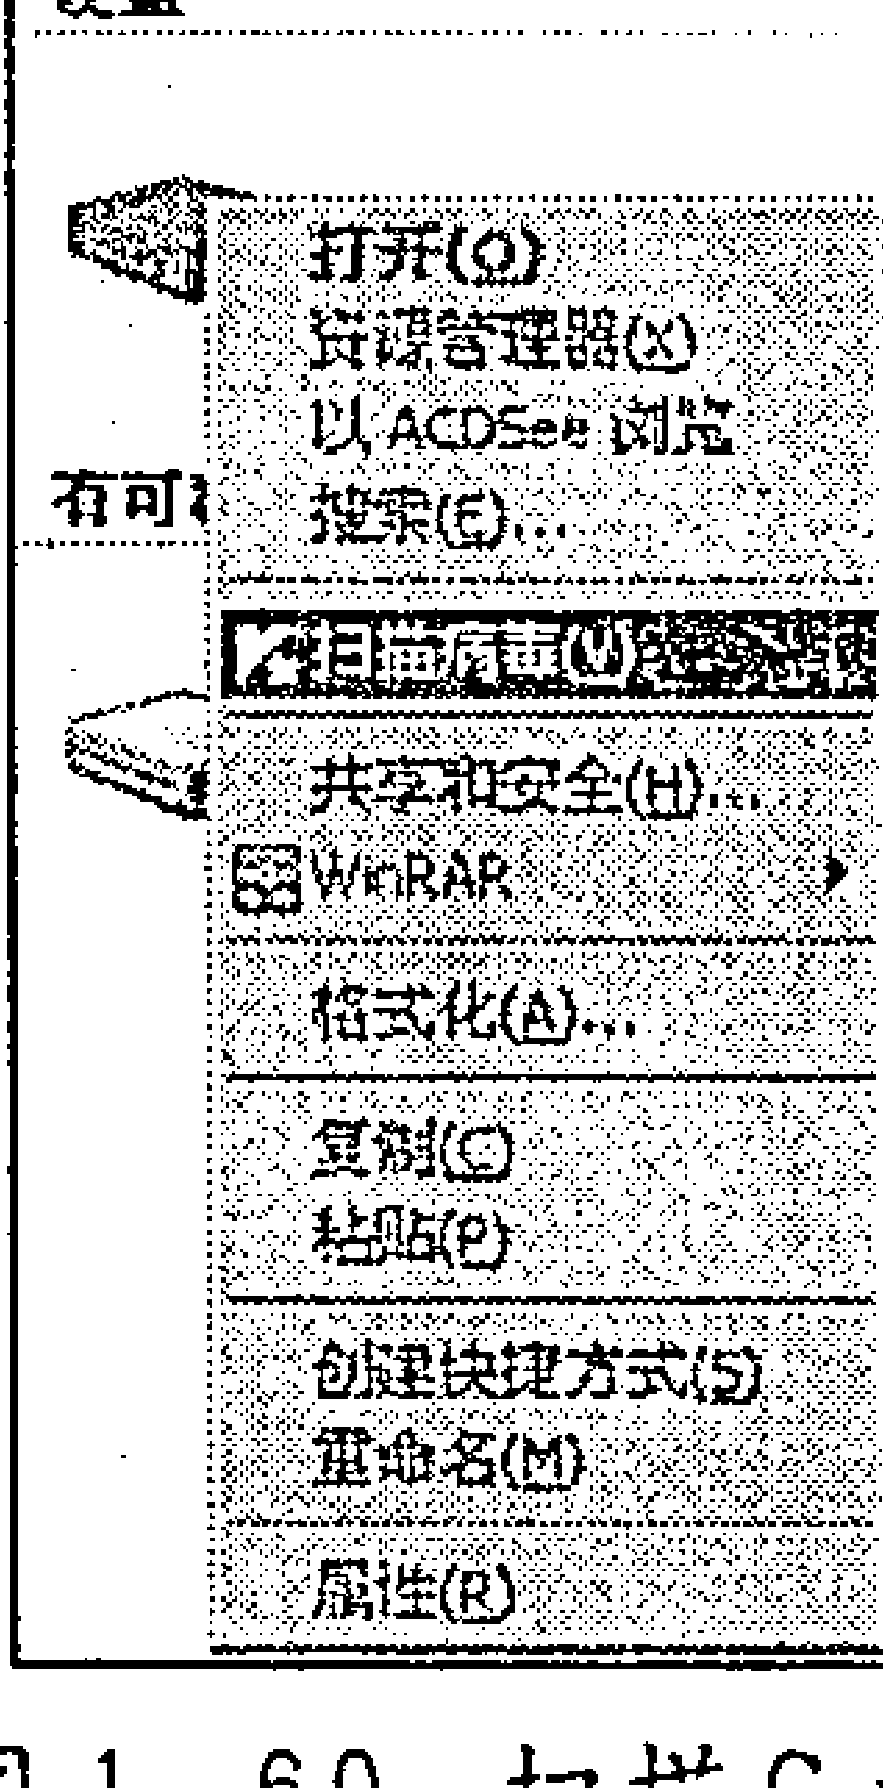 打开(O)
资源管理器(X)
以 ACDSee 浏览
搜索(E)...
有可
扫描病毒(V)
共享和安全(H)...
WinRAR
格式化(A)...
复制(C)
粘贴(P)
创建快捷方式(S)
重命名(M)
属性(R)